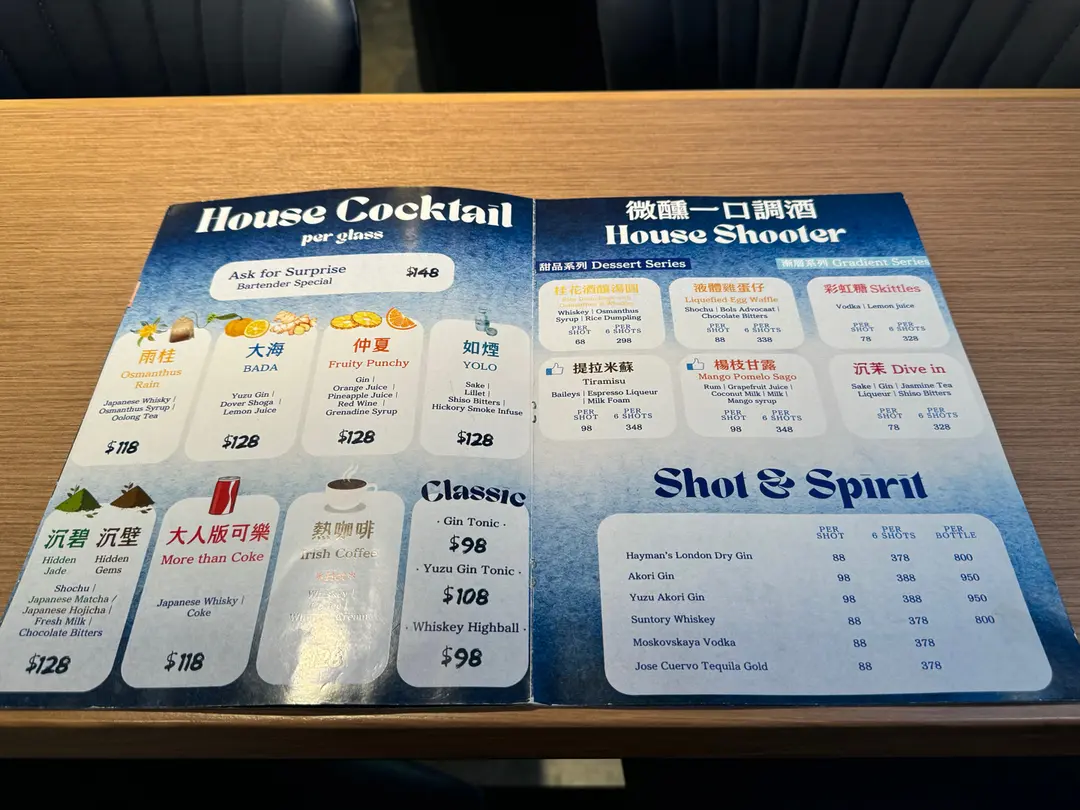 House Cocktail
per glass
Ask for Surprise
Bartender Special
$148
雨桂
Osmanthus
Rain
Japanese Whisky |
Osmanthus Syrup |
Oolong Tea
$118
大海
BADA
Yuzu Gin |
Dover Shoga |
Lemon Juice
$128
仲夏
Fruity Punchy
Gin |
Orange Juice |
Pineapple Juice |
Red Wine |
Grenadine Syrup
$128
如煙
YOLO
Sake |
Lillet |
Shiso Bitters |
Hickory Smoke Infuse
$128
沉碧 沉壁
Hidden Hidden
Jade Gems
Shochu |
Japanese Matcha /
Japanese Hojicha |
Fresh Milk |
Chocolate Bitters
$128
大人版可樂
More than Coke
Japanese Whisky |
Coke
$118
熱咖啡
Irish Coffee
Classic
· Gin Tonic ·
$98
· Yuzu Gin Tonic ·
$108
· Whiskey Highball ·
$98
微醺一口調酒
House Shooter
甜品系列 Dessert Series
漸層系列 Gradient Series
桂花酒釀湯圓
Whiskey | Osmanthus
Syrup | Rice Dumpling
PER SHOT PER 6 SHOTS
68 298
液體雞蛋仔
Liquefied Egg Waffle
Shochu | Bols Advocaat |
Chocolate Bitters
PER SHOT PER 6 SHOTS
88 338
彩虹糖 Skittles
Vodka | Lemon juice
PER SHOT PER 6 SHOTS
78 328
提拉米蘇
Tiramisu
Baileys | Espresso Liqueur
| Milk Foam
PER SHOT PER 6 SHOTS
98 348
楊枝甘露
Mango Pomelo Sago
Rum | Grapefruit Juice |
Coconut Milk | Milk |
Mango syrup
PER SHOT PER 6 SHOTS
98 348
沉茉 Dive in
Sake | Gin | Jasmine Tea
Liqueur | Shiso Bitters
PER SHOT PER 6 SHOTS
78 328
Shot & Spirit
PER SHOT PER 6 SHOTS PER BOTTLE
Hayman's London Dry Gin 88 378 800
Akori Gin 98 388 950
Yuzu Akori Gin 98 388 950
Suntory Whiskey 88 378 800
Moskovskaya Vodka 88 378
Jose Cuervo Tequila Gold 88 378